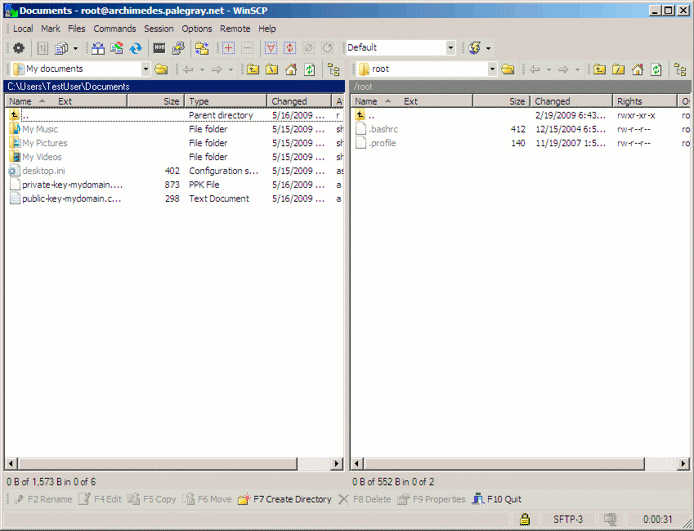 Documents - root@archimedes.palegray.net - WinSCP
Local Mark Files Commands Session Options Remote Help
Default
My documents
root
C:\Users\TestUser\Documents
/root
Name Ext Size Type Changed A
Name Ext Size Changed Rights O
.. Parent directory 5/16/2009 ... r
.. 2/19/2009 6:43... rwxr-xr-x ro
My Music File folder 5/15/2009 ... sh
.bashrc 412 12/15/2004 6:5... rw-r--r-- ro
My Pictures File folder 5/15/2009 ... sh
.profile 140 11/19/2007 1:5... rw-r--r-- ro
My Videos File folder 5/15/2009 ... sh
desktop.ini 402 Configuration s... 5/15/2009 ... as
private-key-mydomain.... 873 PPK File 5/16/2009 ... a
public-key-mydomain.c... 298 Text Document 5/16/2009 ... a
0 B of 1,573 B in 0 of 6
0 B of 552 B in 0 of 2
F2 Rename F4 Edit F5 Copy F6 Move F7 Create Directory F8 Delete F9 Properties F10 Quit
SFTP-3 0:00:31